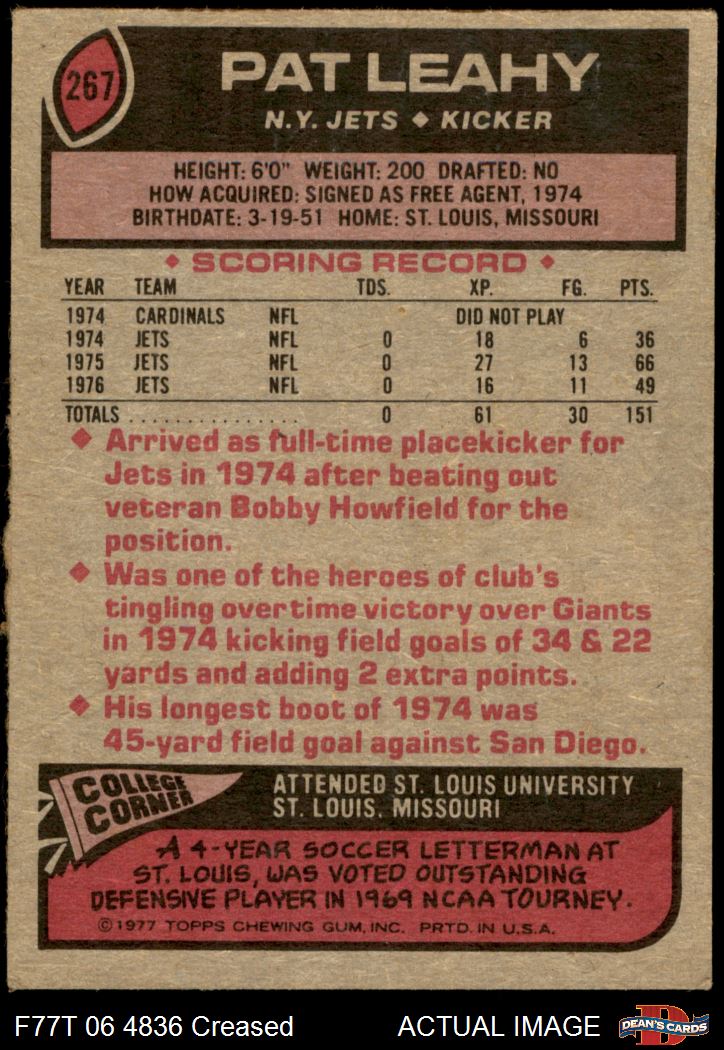 267
PAT LEAHY
N.Y. JETS ◆ KICKER
HEIGHT: 6'0" WEIGHT: 200 DRAFTED: NO
HOW ACQUIRED: SIGNED AS FREE AGENT, 1974
BIRTHDATE: 3-19-51 HOME: ST. LOUIS, MISSOURI
◆ SCORING RECORD ◆
YEAR TEAM TDS. XP. FG. PTS.
1974 CARDINALS NFL DID NOT PLAY
1974 JETS NFL 0 18 6 36
1975 JETS NFL 0 27 13 66
1976 JETS NFL 0 16 11 49
TOTALS ............... 0 61 30 151
◆ Arrived as full-time placekicker for
Jets in 1974 after beating out
veteran Bobby Howfield for the
position.
◆ Was one of the heroes of club's
tingling overtime victory over Giants
in 1974 kicking field goals of 34 & 22
yards and adding 2 extra points.
◆ His longest boot of 1974 was
45-yard field goal against San Diego.
COLLEGE
CORNER
ATTENDED ST. LOUIS UNIVERSITY
ST. LOUIS, MISSOURI
A 4-YEAR SOCCER LETTERMAN AT
ST. LOUIS, WAS VOTED OUTSTANDING
DEFENSIVE PLAYER IN 1969 NCAA TOURNEY.
©1977 TOPPS CHEWING GUM, INC. PRTD. IN U.S.A.
F77T 06 4836 Creased ACTUAL IMAGE
D
DEAN'S CARDS